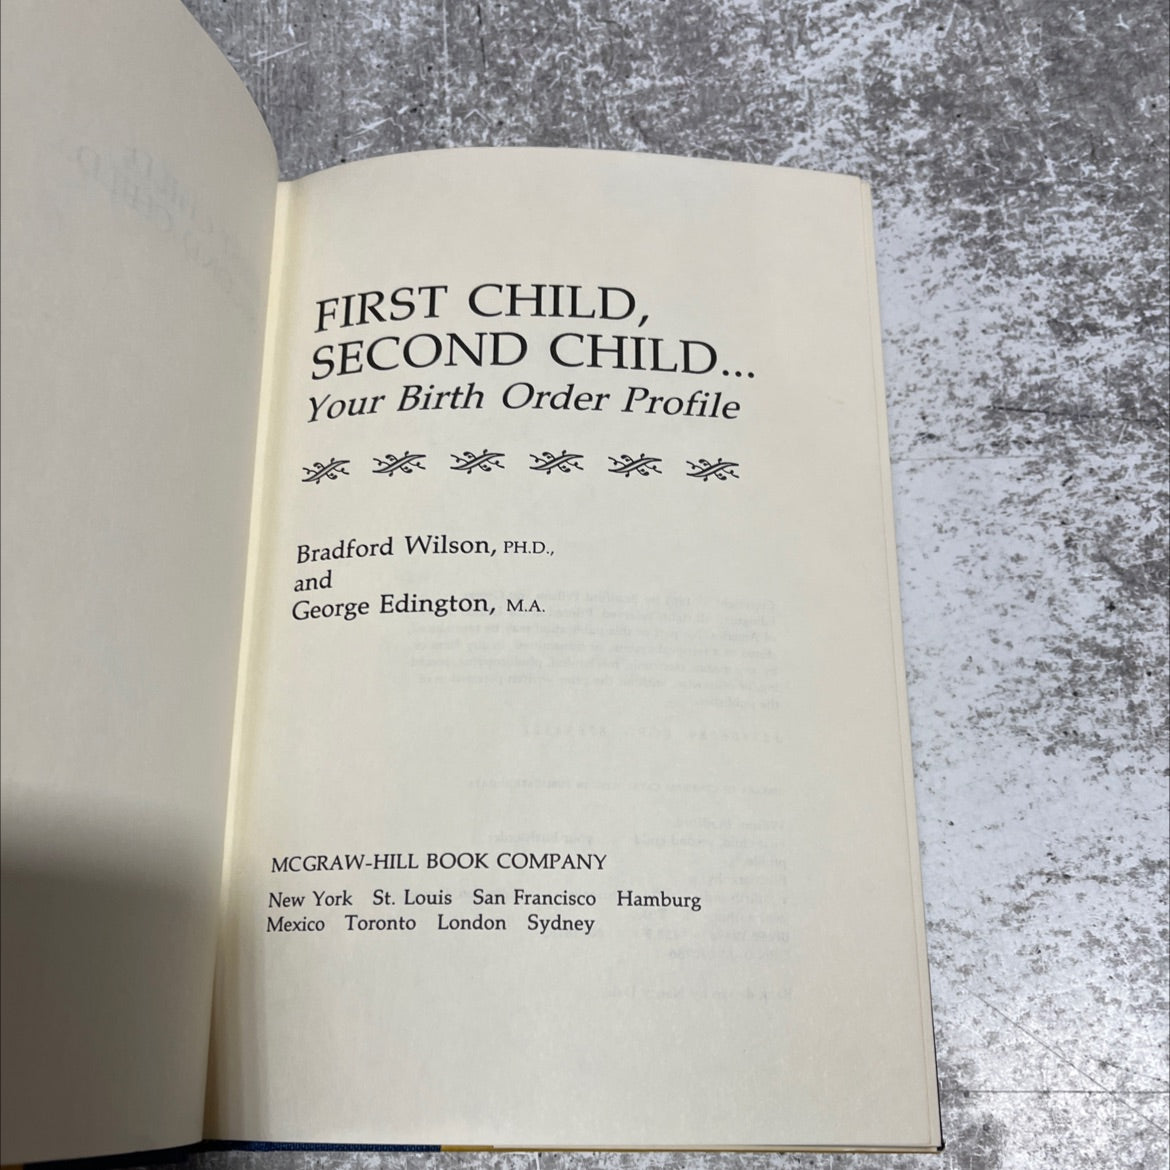 FIRST CHILD,
SECOND CHILD...
Your Birth Order Profile
Bradford Wilson, PH.D.,
and
George Edington, M.A.
MCGRAW-HILL BOOK COMPANY
New York St. Louis San Francisco Hamburg
Mexico Toronto London Sydney